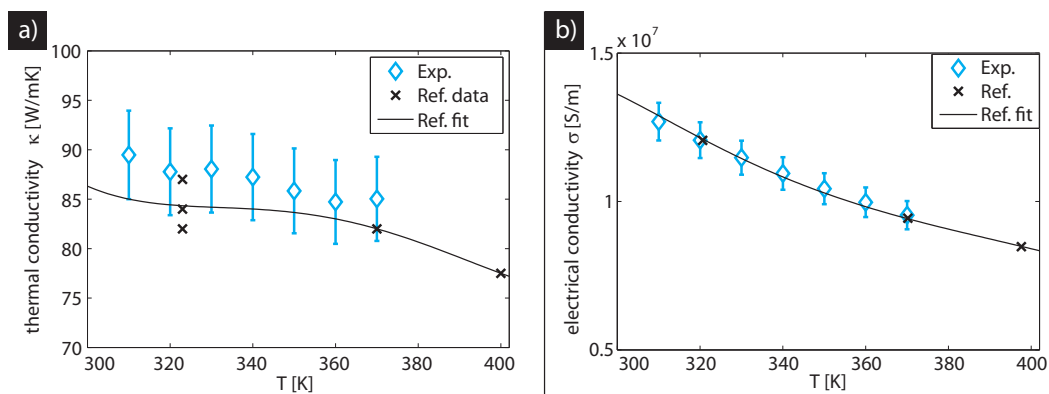 a)
100
95
90
85
80
75
70
thermal conductivity κ [W/mK]
300 320 340 360 380 400
T [K]
Exp.
Ref. data
Ref. fit
b)
1.5 x 10^7
1
0.5
electrical conductivity σ [S/m]
300 320 340 360 380 400
T [K]
Exp.
Ref.
Ref. fit